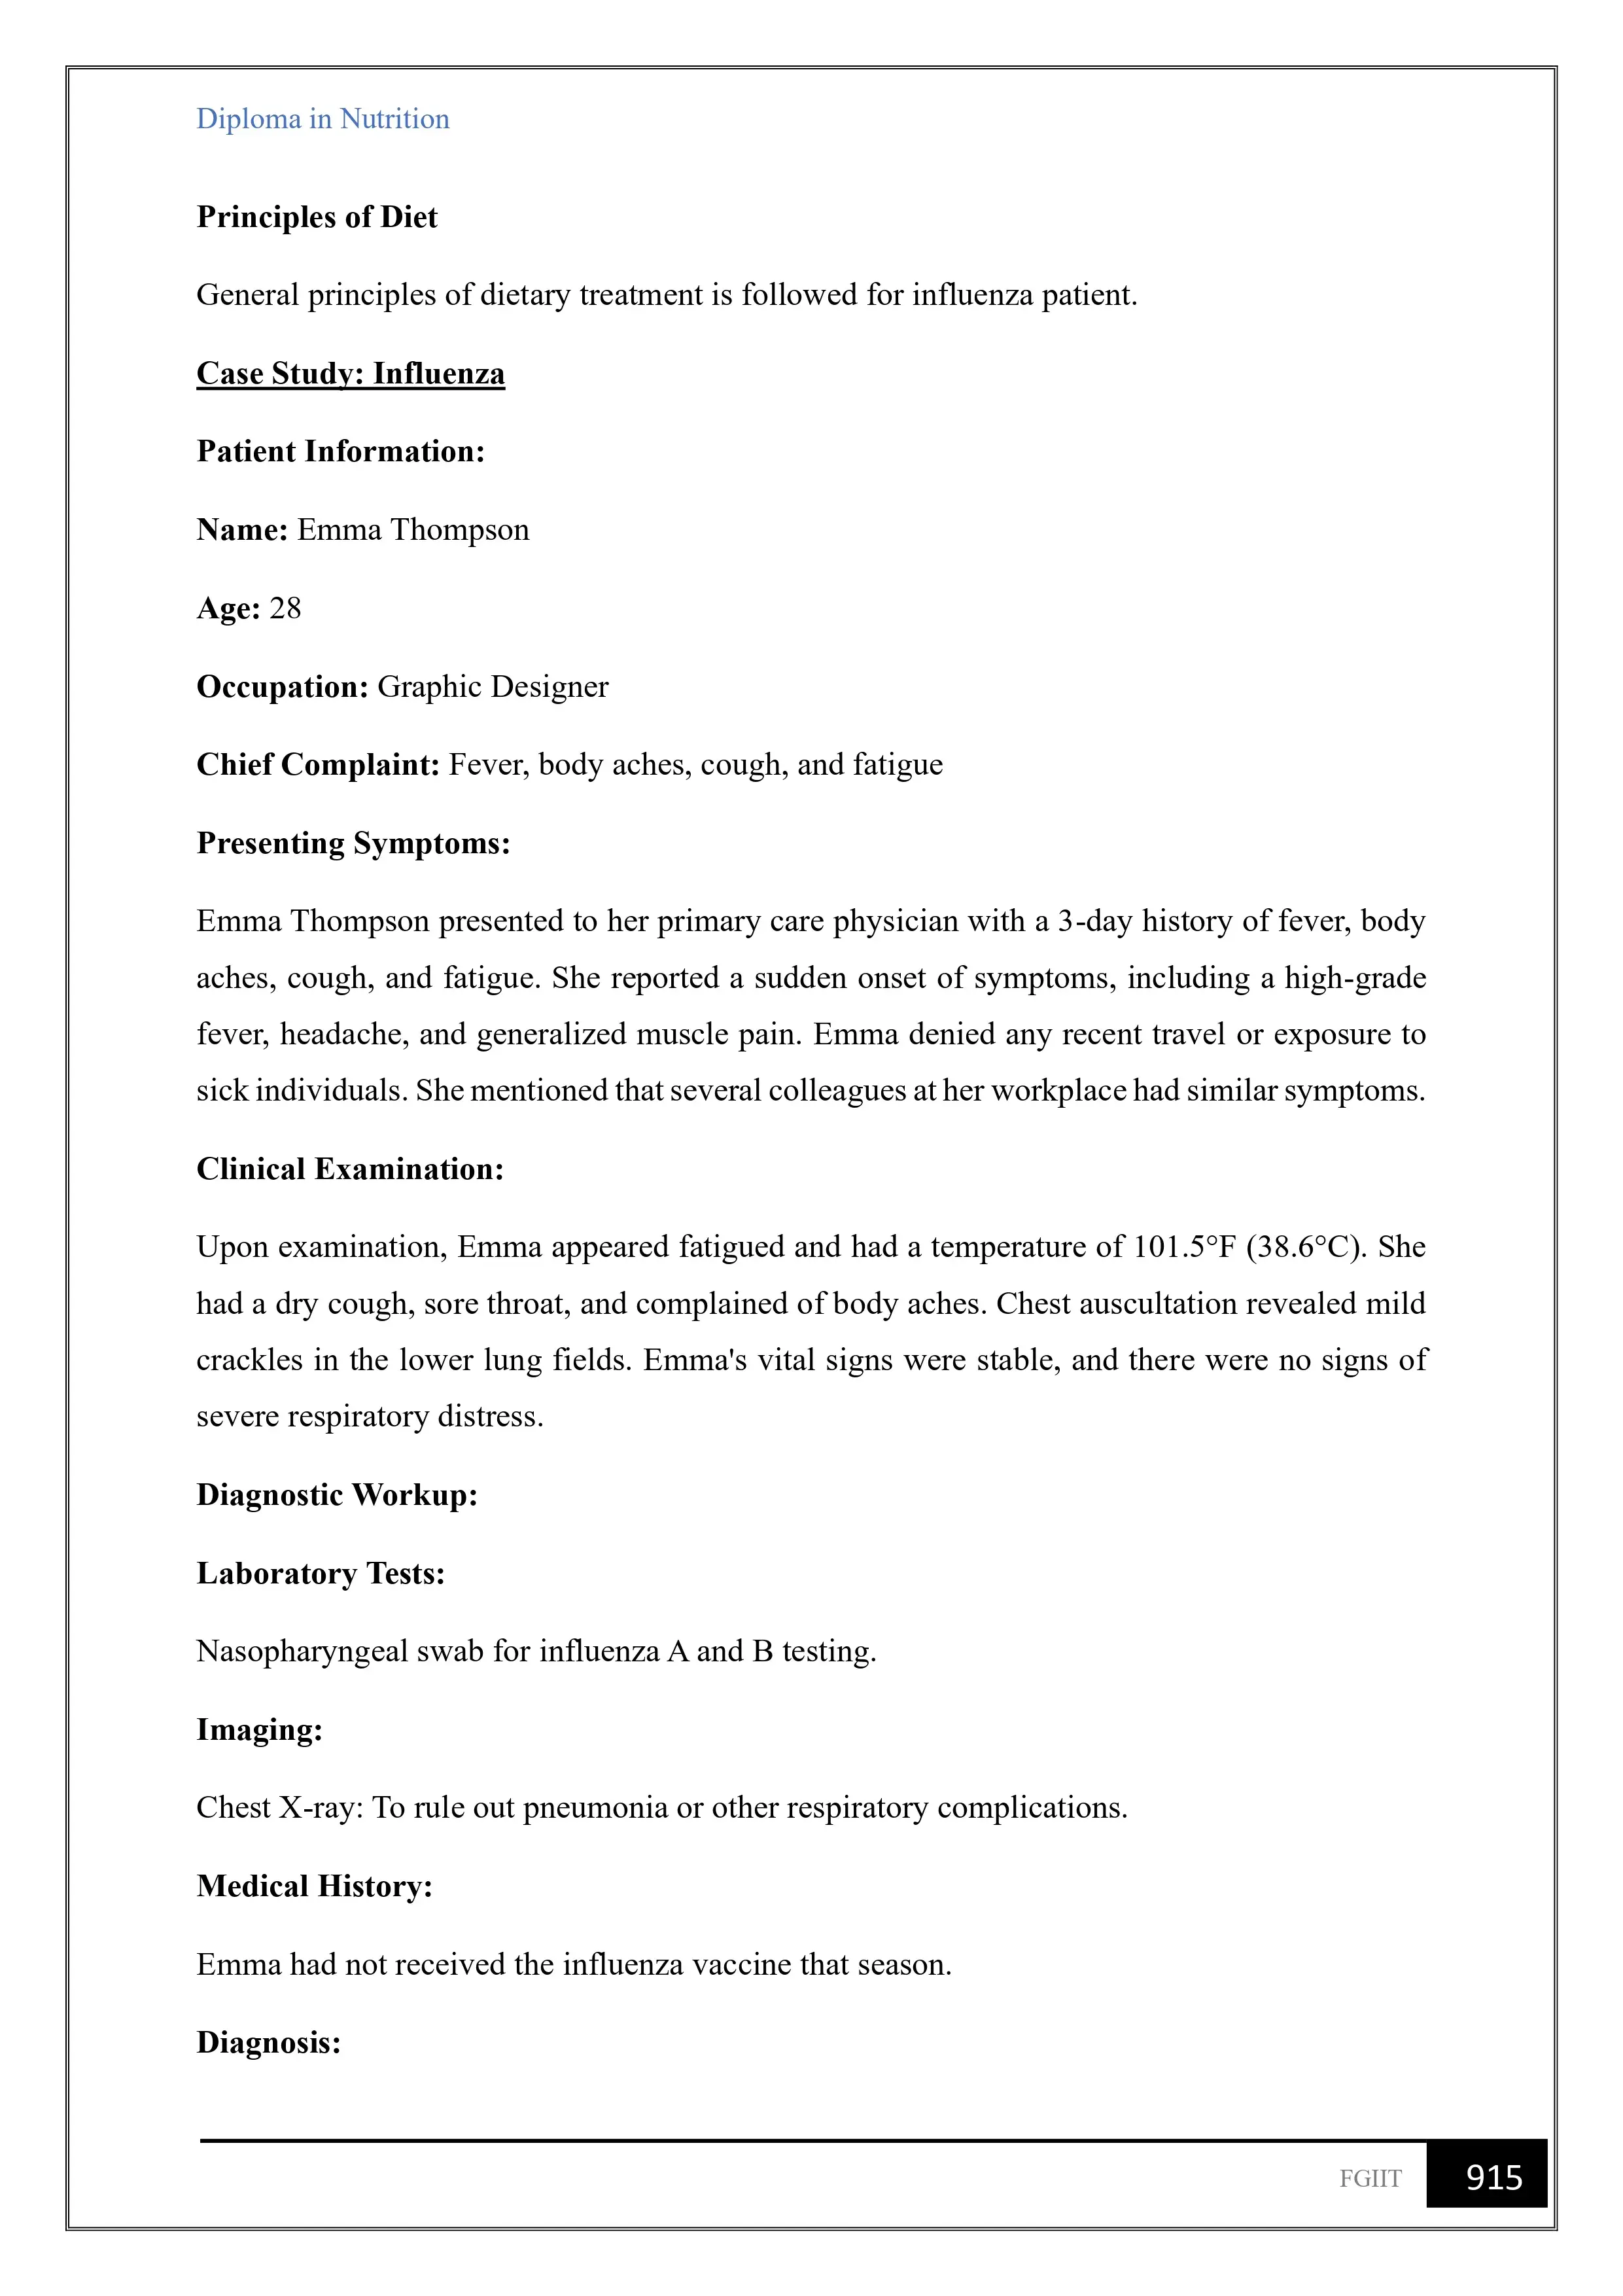 Diploma in Nutrition
Principles of Diet
General principles of dietary treatment is followed for influenza patient.
Case Study: Influenza
Patient Information:
Name: Emma Thompson
Age: 28
Occupation: Graphic Designer
Chief Complaint: Fever, body aches, cough, and fatigue
Presenting Symptoms:
Emma Thompson presented to her primary care physician with a 3-day history of fever, body
aches, cough, and fatigue. She reported a sudden onset of symptoms, including a high-grade
fever, headache, and generalized muscle pain. Emma denied any recent travel or exposure to
sick individuals. She mentioned that several colleagues at her workplace had similar symptoms.
Clinical Examination:
Upon examination, Emma appeared fatigued and had a temperature of 101.5°F (38.6°C). She
had a dry cough, sore throat, and complained of body aches. Chest auscultation revealed mild
crackles in the lower lung fields. Emma's vital signs were stable, and there were no signs of
severe respiratory distress.
Diagnostic Workup:
Laboratory Tests:
Nasopharyngeal swab for influenza A and B testing.
Imaging:
Chest X-ray: To rule out pneumonia or other respiratory complications.
Medical History:
Emma had not received the influenza vaccine that season.
Diagnosis:
FGIIT 915